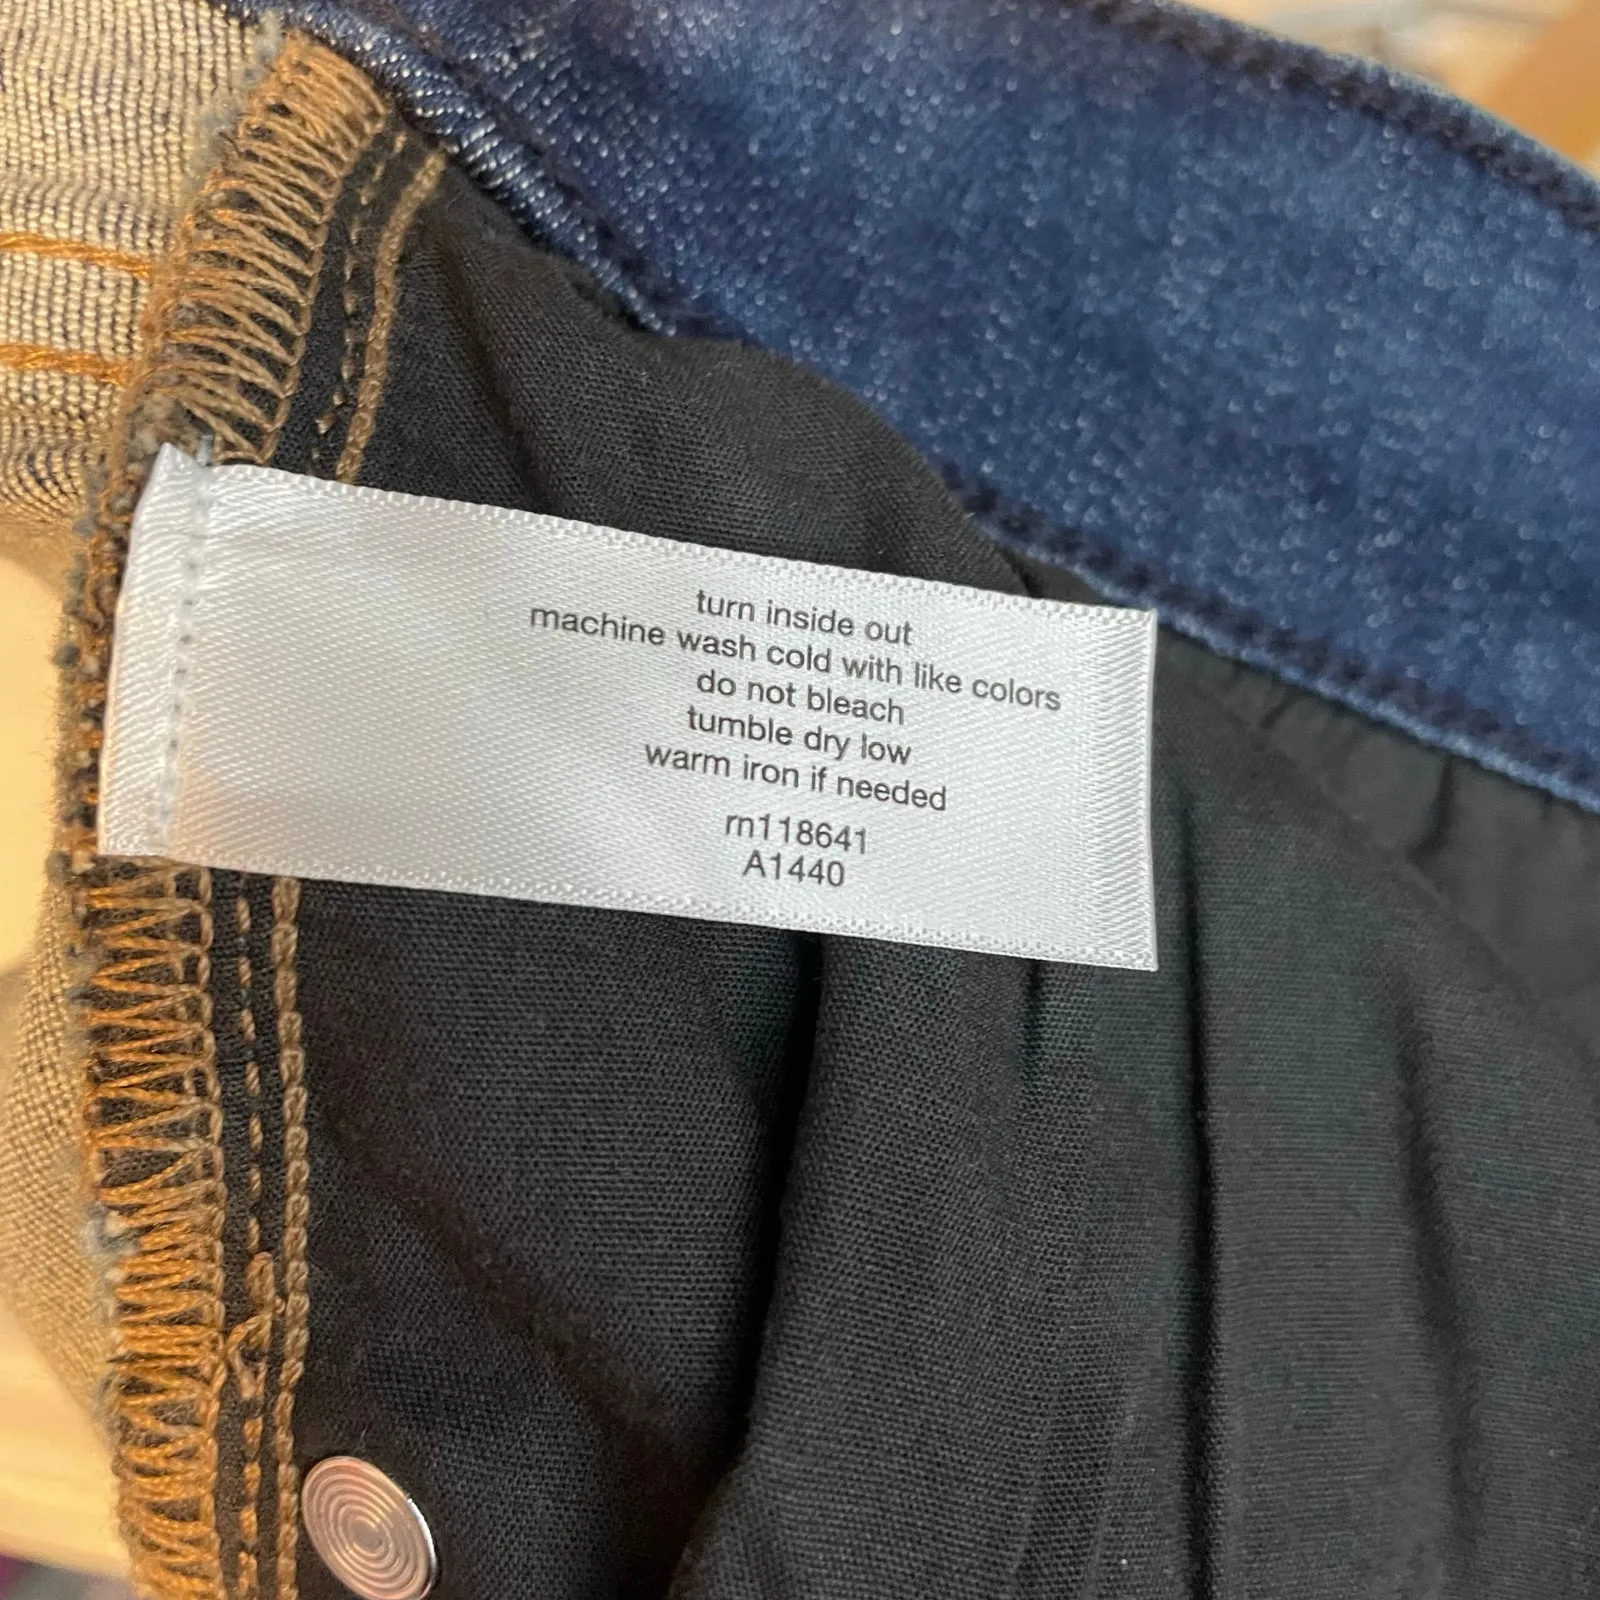 turn inside out
machine wash cold with like colors
do not bleach
tumble dry low
warm iron if needed
rn118641
A1440